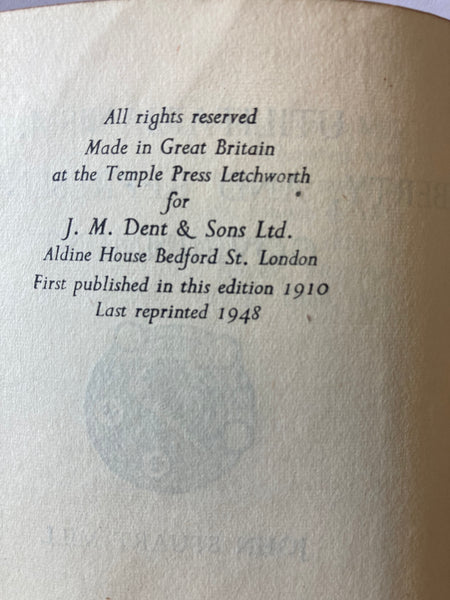 All rights reserved
Made in Great Britain
at the Temple Press Letchworth
for
J. M. Dent & Sons Ltd.
Aldine House Bedford St. London
First published in this edition 1910
Last reprinted 1948